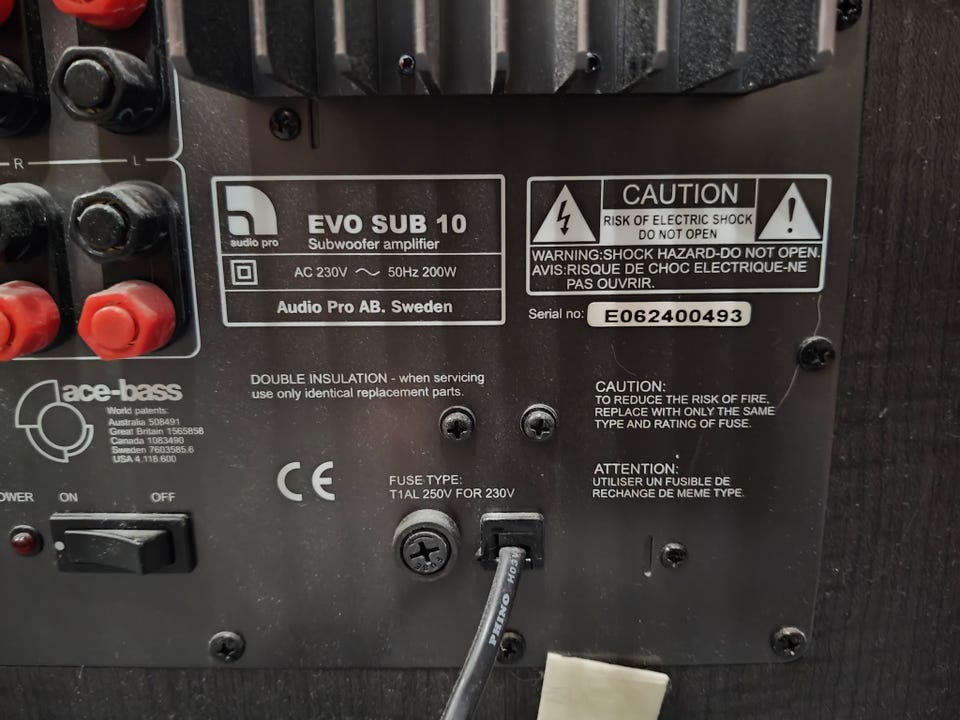 R L
audio pro
EVO SUB 10
Subwoofer amplifier
AC 230V ～ 50Hz 200W
Audio Pro AB. Sweden
CAUTION
RISK OF ELECTRIC SHOCK
DO NOT OPEN
WARNING:SHOCK HAZARD-DO NOT OPEN.
AVIS:RISQUE DE CHOC ELECTRIQUE-NE
PAS OUVRIR.
Serial no: E062400493
ace-bass
World patents:
Australia 508491
Great Britain 1565858
Canada 1083490
Sweden 7603585.6
USA 4.118.600
DOUBLE INSULATION - when servicing
use only identical replacement parts.
CAUTION:
TO REDUCE THE RISK OF FIRE,
REPLACE WITH ONLY THE SAME
TYPE AND RATING OF FUSE.
CE
FUSE TYPE:
T1AL 250V FOR 230V
ATTENTION:
UTILISER UN FUSIBLE DE
RECHANGE DE MEME TYPE.
OWER ON OFF
PHINO H03V